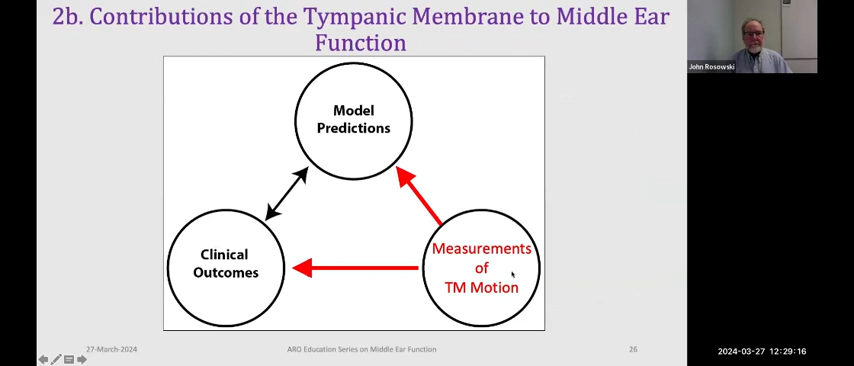 2b. Contributions of the Tympanic Membrane to Middle Ear
Function
John Rosowski
Model
Predictions
Clinical
Outcomes
Measurements
of
TM Motion
27-March-2024
ARO Education Series on Middle Ear Function
26
2024-03-27 12:29:16